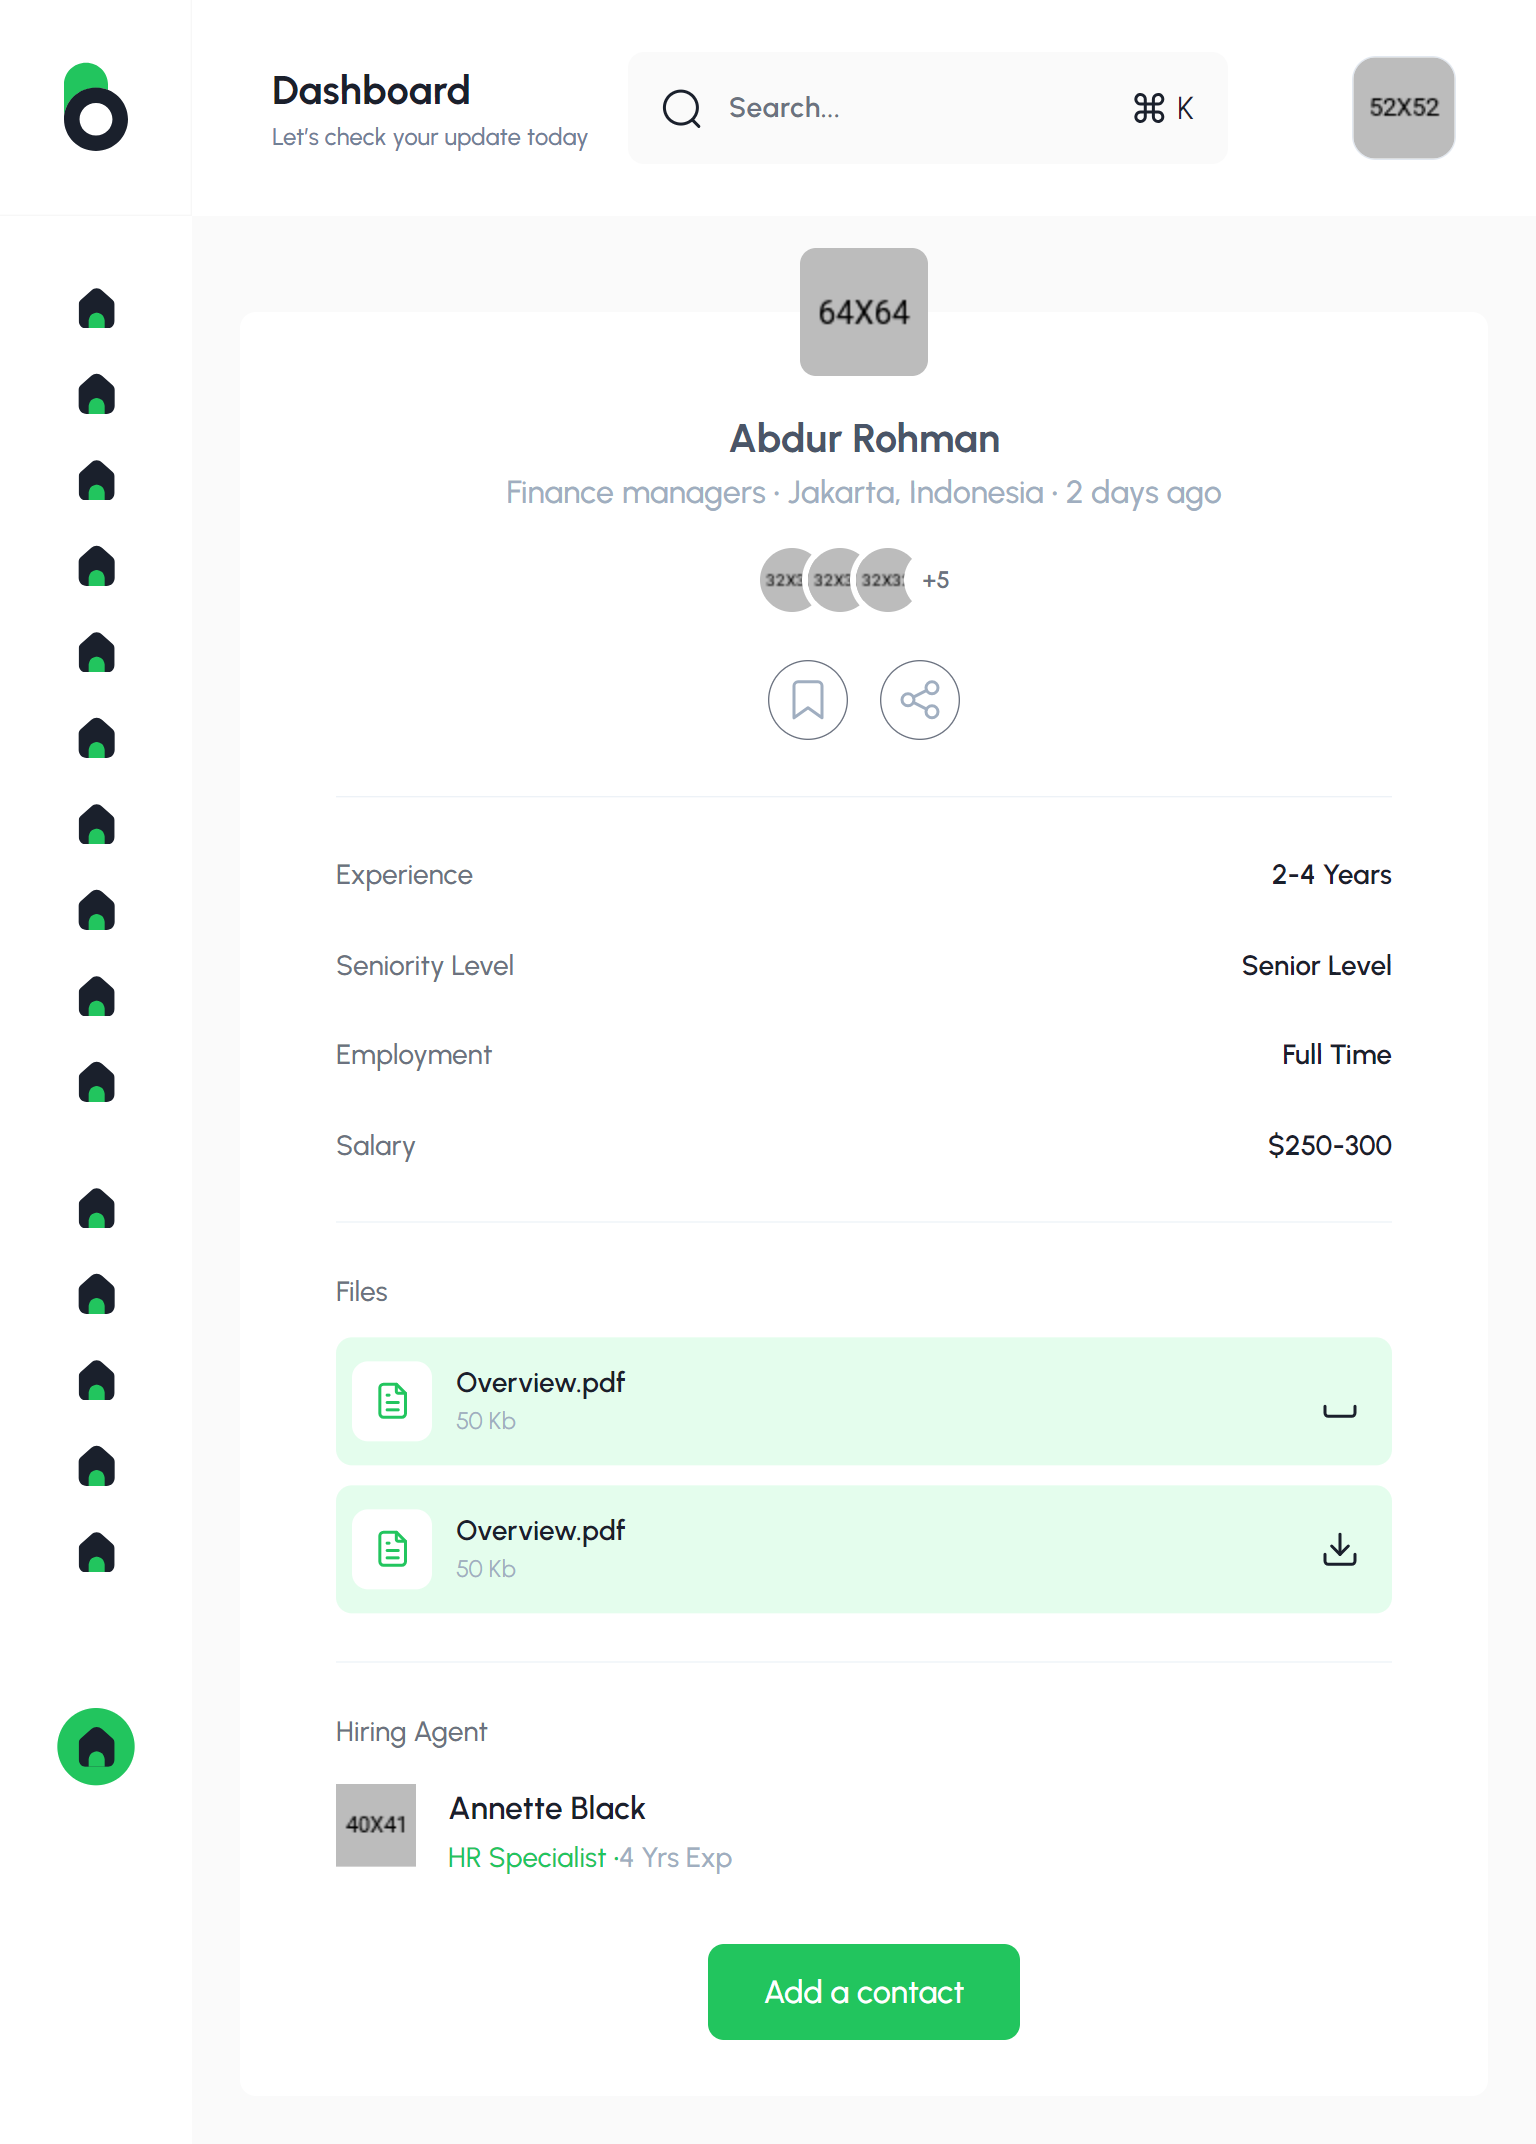 Dashboard
Let's check your update today
Search...
⌘ K
52X52
64X64
Abdur Rohman
Finance managers · Jakarta, Indonesia · 2 days ago
32X3 32X3 32X3 +5
Experience 2-4 Years
Seniority Level Senior Level
Employment Full Time
Salary $250-300
Files
Overview.pdf
50 Kb
Overview.pdf
50 Kb
Hiring Agent
40X41
Annette Black
HR Specialist ·4 Yrs Exp
Add a contact